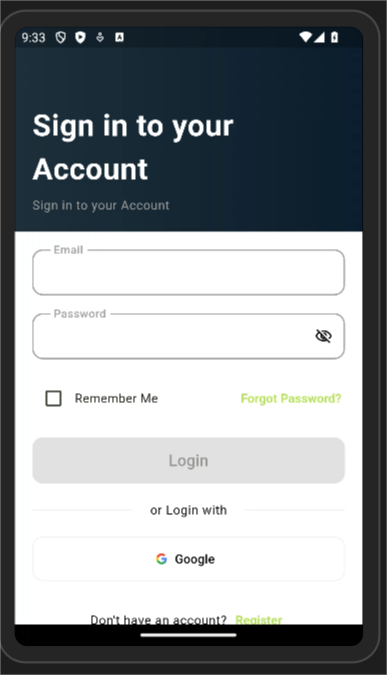 9:33
Sign in to your
Account
Sign in to your Account
Email
Password
Remember Me Forgot Password?
Login
or Login with
Google
Don't have an account? Register